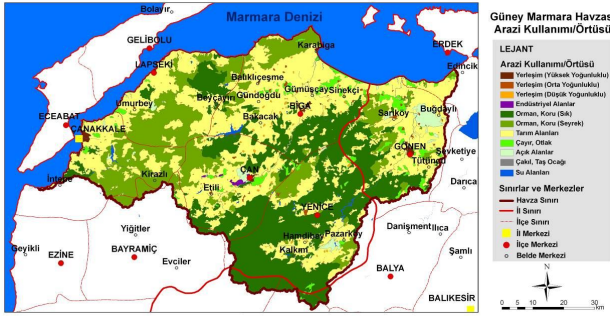 Güney Marmara Havzas
Arazi Kullanımı/Örtüsü
LEJANT
Arazi Kullanımı/Örtüsü
Yerleşim (Yüksek Yoğunluklu)
Yerleşim (Orta Yoğunluklu)
Yerleşim (Düşük Yoğunluklu)
Endüstriyel Alanlar
Orman, Koru (Sık)
Orman, Koru (Seyrek)
Tarım Alanları
Çayır, Otlak
Açık Alanlar
Çakıl, Taş Ocağı
Su Alanları
Sınırlar ve Merkezler
Havza Sınırı
İl Sınırı
İlçe Sınırı
İl Merkezi
İlçe Merkezi
Belde Merkezi
N
0 5 10 20 30
km
Bolayır
Marmara Denizi
GELİBOLU
Karabiga
ERDEK
Edincik
LAPSEKİ
Balıklıçeşme
Umurbey
Beyçayırı
Gündoğdu
Gümüşçay
Sinekçi
BİGA
Bakacak
Sarıköy
Buğdaylı
ECEABAT
ÇANAKKALE
GÖNEN
Tütüncü
Şevketiye
İntepe
Kirazlı
ÇAN
Etili
Darıca
YENİCE
Yiğitler
Hamdibey
Pazarköy
Danişment
Ilıca
Geyikli
EZİNE
BAYRAMİÇ
Evciler
Kalkım
Şamlı
BALYA
BALIKESİR